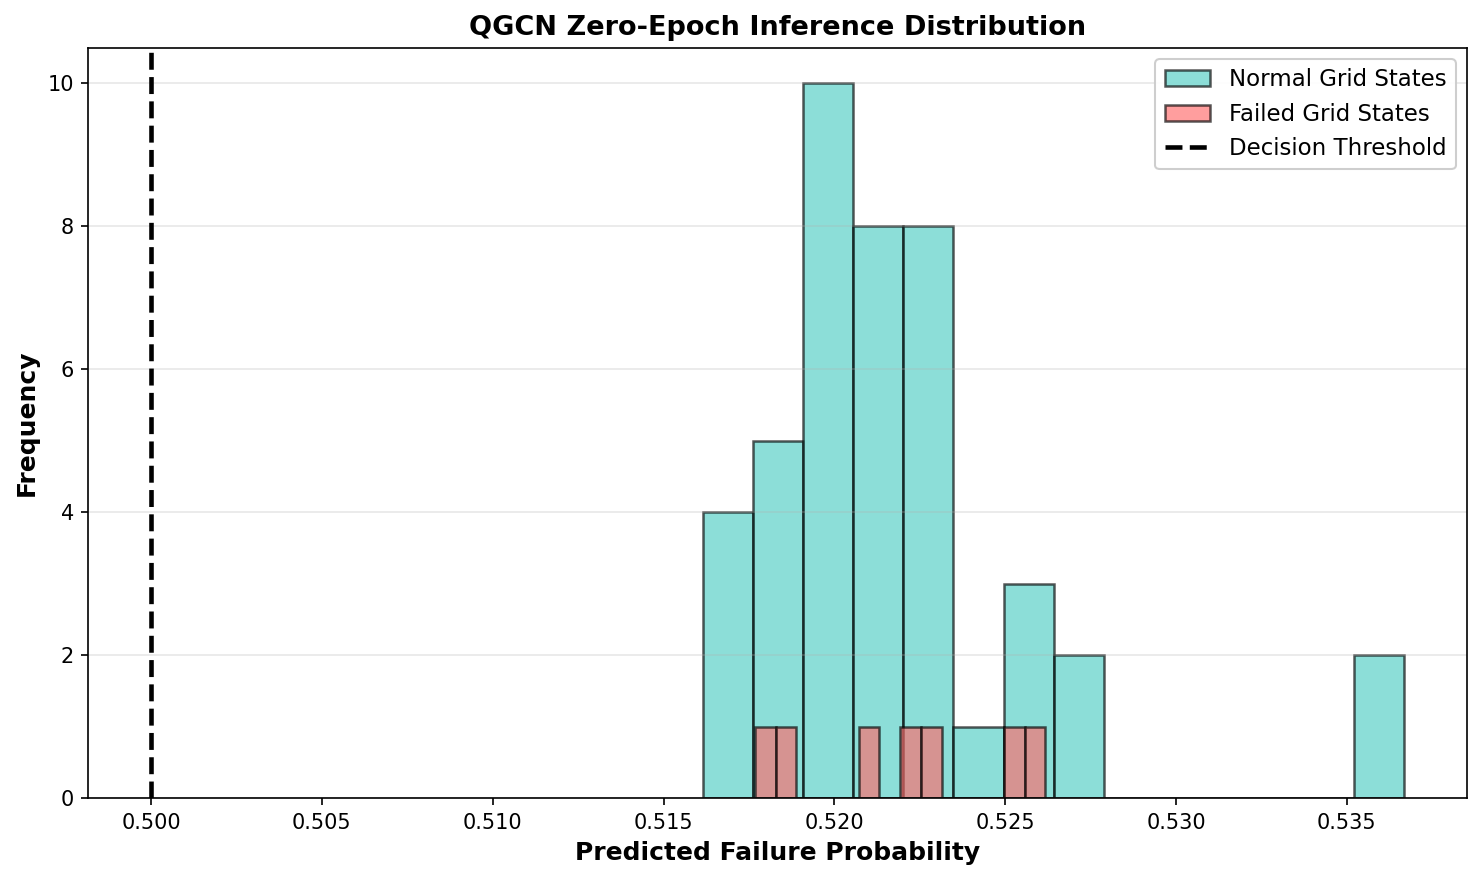 QGCN Zero-Epoch Inference Distribution
Normal Grid States
Failed Grid States
Decision Threshold
Frequency
10
8
6
4
2
0
0.500 0.505 0.510 0.515 0.520 0.525 0.530 0.535
Predicted Failure Probability